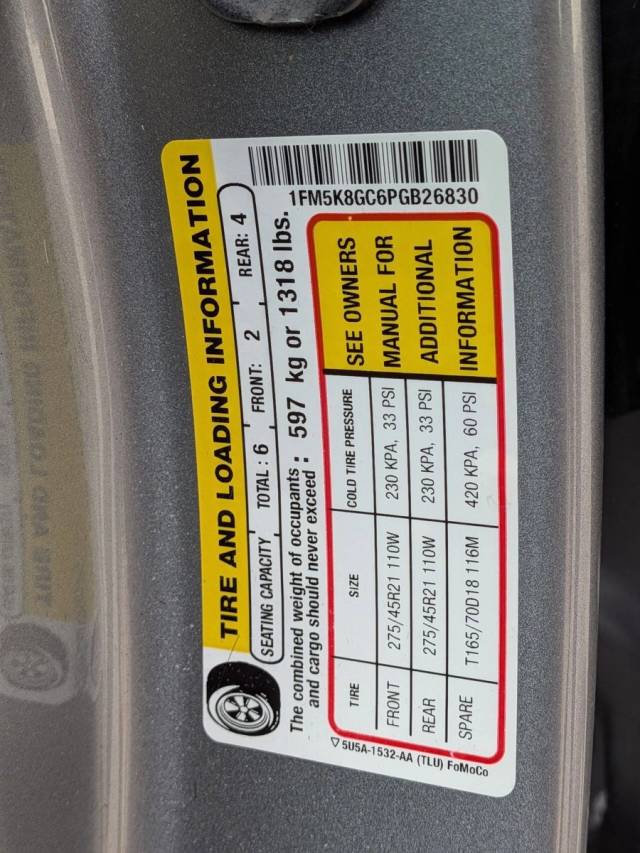 TIRE AND LOADING INFORMATION
SEATING CAPACITY TOTAL: 6 FRONT: 2 REAR: 4
The combined weight of occupants
and cargo should never exceed : 597 kg or 1318 lbs.
1FM5K8GC6PGB26830
TIRE SIZE COLD TIRE PRESSURE
FRONT 275/45R21 110W 230 KPA, 33 PSI
REAR 275/45R21 110W 230 KPA, 33 PSI
SPARE T165/70D18 116M 420 KPA, 60 PSI
SEE OWNERS
MANUAL FOR
ADDITIONAL
INFORMATION
5U5A-1532-AA (TLU) FoMoCo